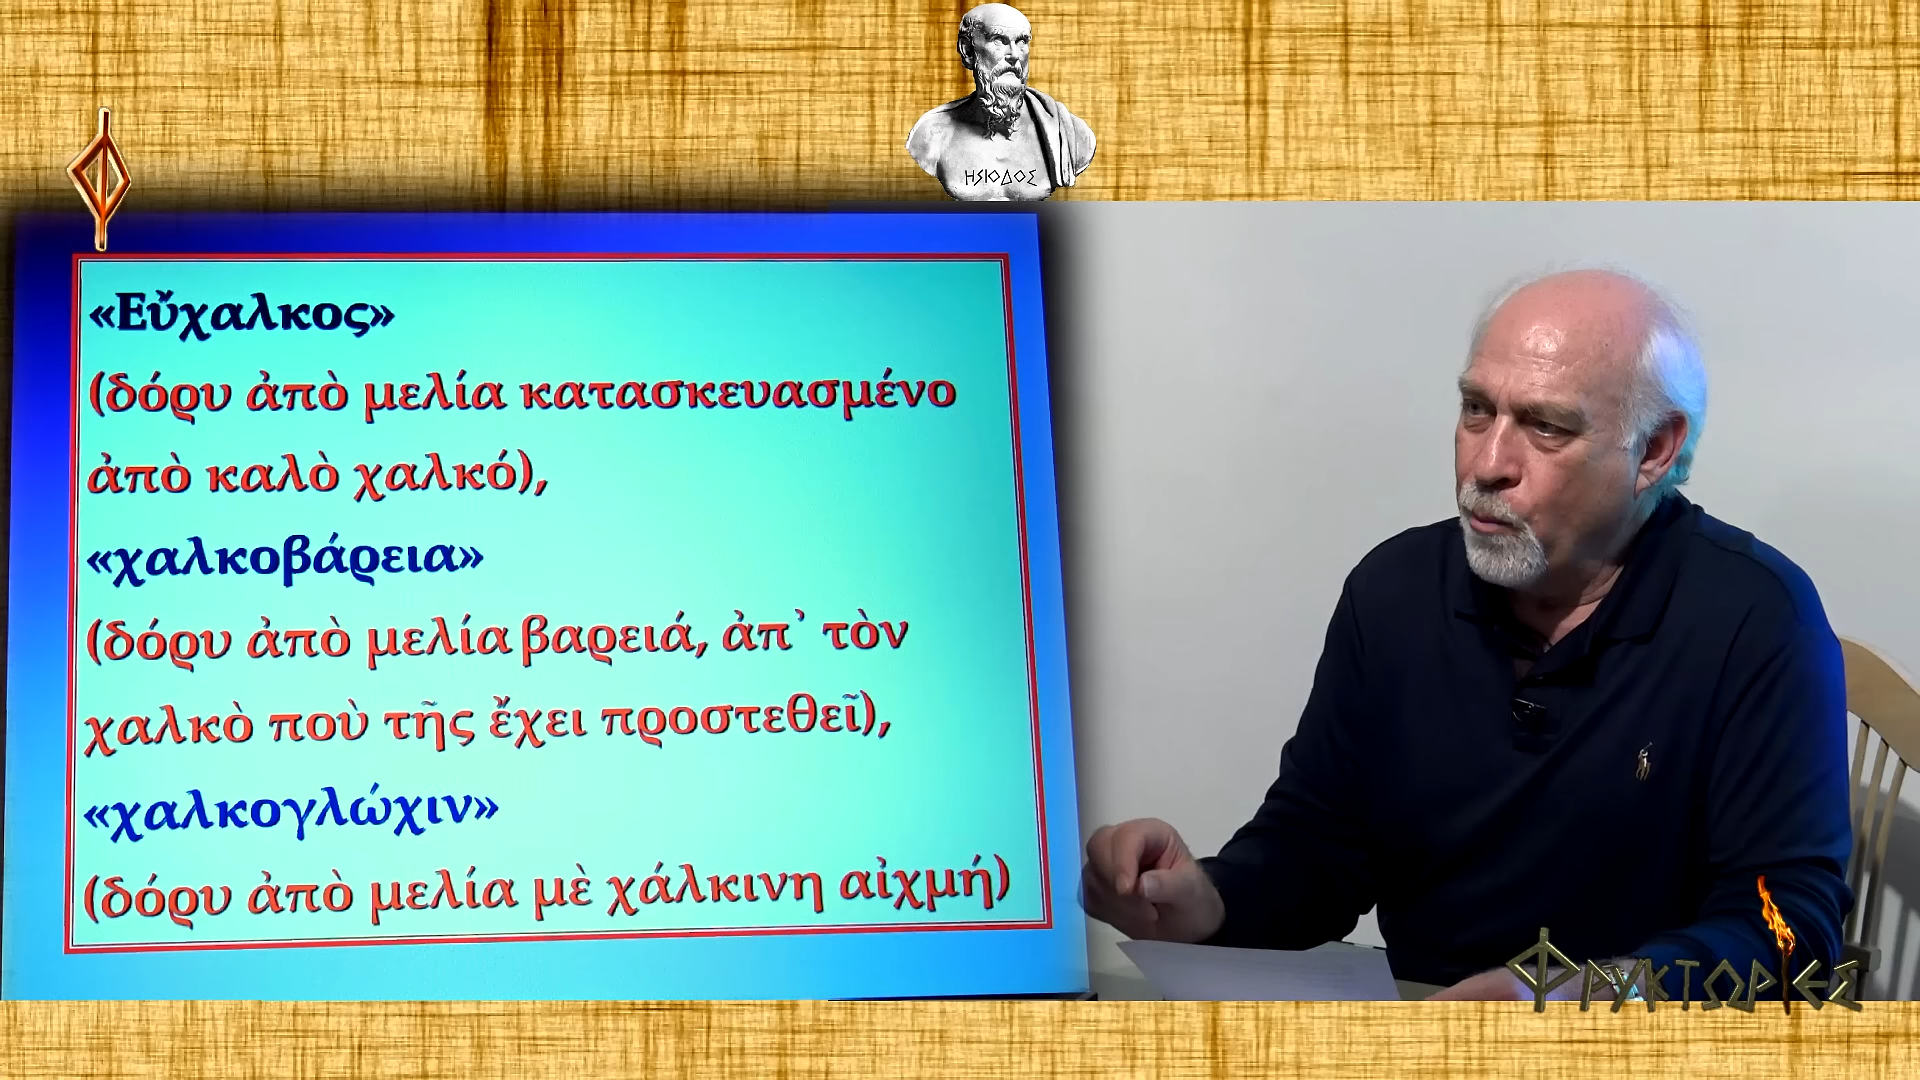 ΗΣΙΟΔΟΣ
«Εὔχαλκος»
(δόρυ ἀπὸ μελία κατασκευασμένο
ἀπὸ καλὸ χαλκό),
«χαλκοβάρεια»
(δόρυ ἀπὸ μελία βαρειά, ἀπ᾿ τὸν
χαλκὸ ποὺ τῆς ἔχει προστεθεῖ),
«χαλκογλώχιν»
(δόρυ ἀπὸ μελία μὲ χάλκινη αἰχμή)
ΦΡΥΚΤΩΡΙΕΣ